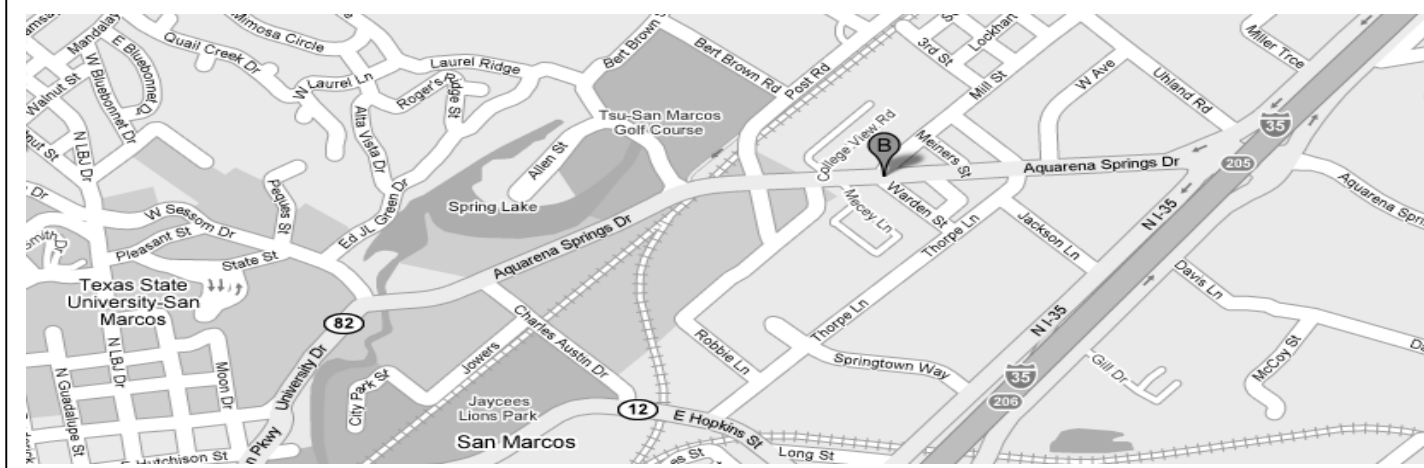 Mimosa Circle
Mandalay
E Bluebonnet Dr
W Bluebonnet Dr
Quail Creek Dr
Walnut St
N Laurel Ln
Laurel Ridge
Bert Brown
Bert Brown Rd
Post Rd
3rd St
Lockhart
Miller Trce
Roger's
Ridge St
Alta Vista Dr
Tsu-San Marcos
Golf Course
Mill St
W Ave
Uhland Rd
35
N LBJ Dr
Allen St
College View Rd
B
Meiners St
Aquarena Springs Dr
205
Peques St
Ed JL Green Dr
Spring Lake
Warden St
Mecey Ln
Aquarena Sprin
W Sessom Dr
Smith Dr
Pleasant St
State St
Aquarena Springs Dr
Thorpe Ln
Jackson Ln
N I-35
Texas State
University-San
Marcos
Davis Ln
82
Charles Austin Dr
Thorpe Ln
N I-35
N LBJ Dr
N Guadalupe St
Moon Dr
University Dr
City Park St
Jowers
Robbie Ln
Springtown Way
35
206
Gill Dr
McCoy St
Da
Jaycees
Lions Park
12
E Hopkins St
San Marcos
E Hutchison St
n Pkwy
es St
Long St